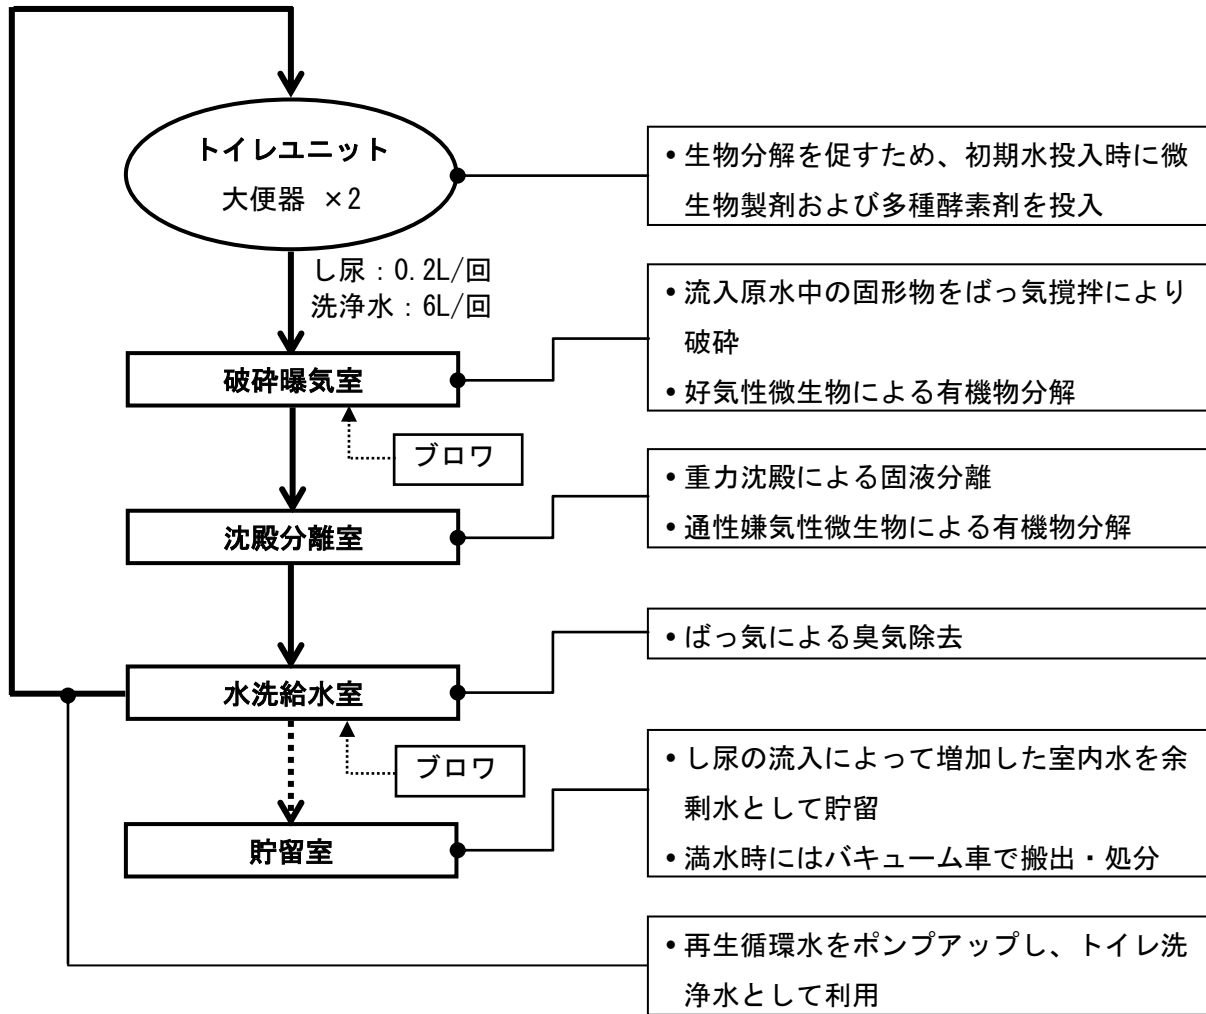 トイレユニット
大便器 ×2
• 生物分解を促すため、初期水投入時に微
生物製剤および多種酵素剤を投入
し尿：0.2L/回
洗浄水：6L/回
• 流入原水中の固形物をばっ気撹拌により
破砕
• 好気性微生物による有機物分解
破砕曝気室
ブロワ
• 重力沈殿による固液分離
• 通性嫌気性微生物による有機物分解
沈殿分離室
• ばっ気による臭気除去
水洗給水室
ブロワ
• し尿の流入によって増加した室内水を余
剰水として貯留
• 満水時にはバキューム車で搬出・処分
貯留室
• 再生循環水をポンプアップし、トイレ洗
浄水として利用